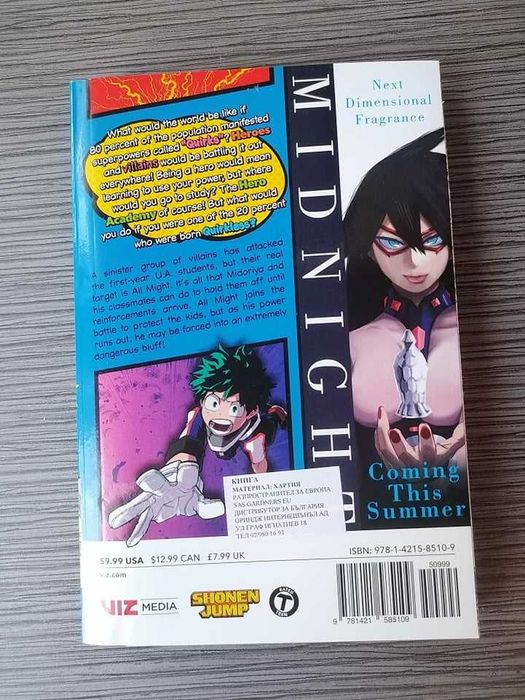 What would the world be like if
80 percent of the population manifested
superpowers called "Quirks"? Heroes
and villains would be battling it out
everywhere! Being a hero would mean
learning to use your power, but where
would you go to study? The Hero
Academy of course! But what would
you do if you were one of the 20 percent
who were born Quirkless?
A sinister group of villains has attacked
the first-year U.A. students, but their real
target is All Might. It's all that Midoriya and
his classmates can do to hold them off until
reinforcements arrive. All Might joins the
battle to protect the kids, but as his power
runs out, he may be forced into an extremely
dangerous bluff!
MIDNIGHT
Next
Dimensional
Fragrance
Coming
This
Summer
КНИГА
МАТЕРИАЛ: ХАРТИЯ
РАЗПРОСТРАНИТЕЛ ЗА ЕВРОПА
SAS GARDNERS EU
ДИСТРИБУТОР ЗА БЪЛГАРИЯ
ОРИНДЖ ИНТЕРНЕШЪНЪЛ АД
УЛ ГРАФ ИГНАТИЕВ 18
ТЕЛ 02980 16 93
$9.99 USA $12.99 CAN £7.99 UK
viz.com
VIZ MEDIA
SHONEN
JUMP
RATED
T
TEEN
ISBN: 978-1-4215-8510-9
50999
9 781421 585109